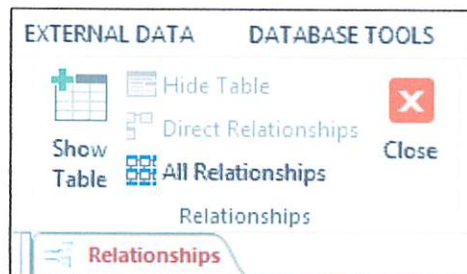 EXTERNAL DATA DATABASE TOOLS
Hide Table
Direct Relationships
Show Table
All Relationships
Close
Relationships
Relationships